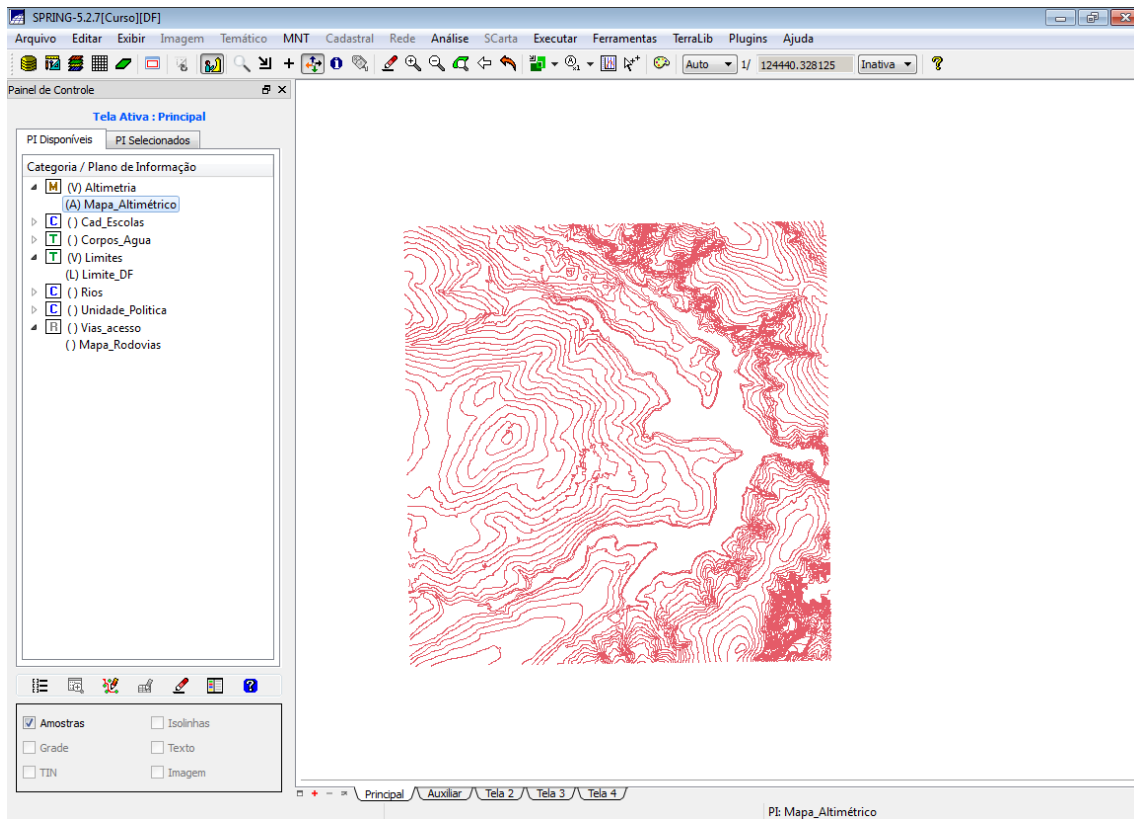 SPRING-5.2.7[Curso][DF]
Arquivo Editar Exibir Imagem Temático MNT Cadastral Rede Análise SCarta Executar Ferramentas TerraLib Plugins Ajuda
Auto 1/ 124440.328125 Inativa
Painel de Controle
Tela Ativa : Principal
PI Disponíveis PI Selecionados
Categoria / Plano de Informação
M (V) Altimetria
(A) Mapa_Altimétrico
C ( ) Cad_Escolas
T ( ) Corpos_Agua
T (V) Limites
(L) Limite_DF
C ( ) Rios
C ( ) Unidade_Politica
R ( ) Vias_acesso
( ) Mapa_Rodovias
Amostras Isolinhas
Grade Texto
TIN Imagem
Principal Auxiliar Tela 2 Tela 3 Tela 4
PI: Mapa_Altimétrico